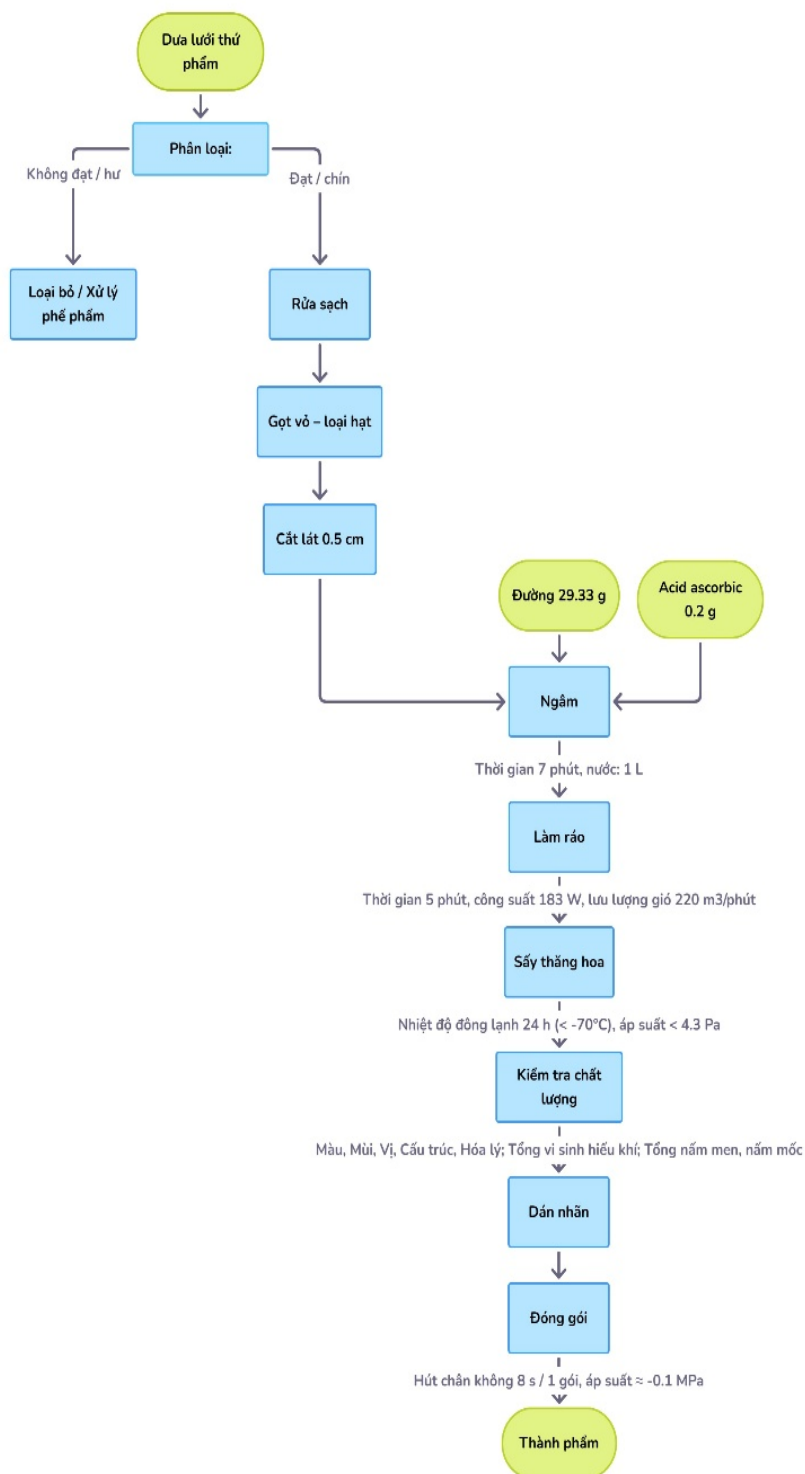 Dưa lưới thứ
phẩm
Phân loại:
Không đạt / hư
Đạt / chín
Loại bỏ / Xử lý
phế phẩm
Rửa sạch
Gọt vỏ – loại hạt
Cắt lát 0.5 cm
Đường 29.33 g
Acid ascorbic
0.2 g
Ngâm
Thời gian 7 phút, nước: 1 L
Làm ráo
Thời gian 5 phút, công suất 183 W, lưu lượng gió 220 m3/phút
Sấy thăng hoa
Nhiệt độ đông lạnh 24 h (< -70°C), áp suất < 4.3 Pa
Kiểm tra chất
lượng
Màu, Mùi, Vị, Cấu trúc, Hóa lý; Tổng vi sinh hiếu khí; Tổng nấm men, nấm mốc
Dán nhãn
Đóng gói
Hút chân không 8 s / 1 gói, áp suất ≈ -0.1 MPa
Thành phẩm